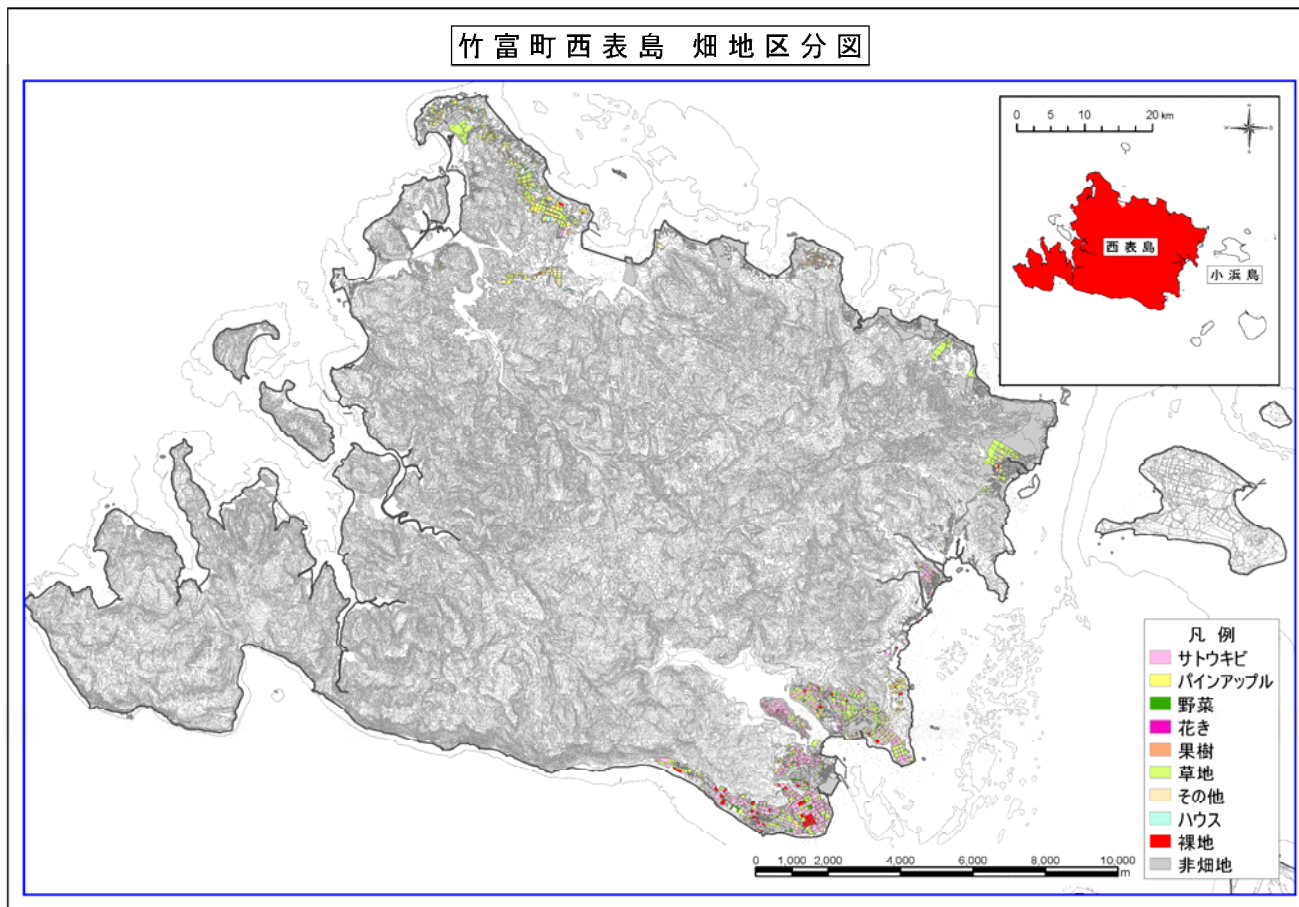 竹富町西表島 畑地区分図
0 5 10 20 km
N
W E
S
西表島
小浜島
凡例
サトウキビ
パインアップル
野菜
花き
果樹
草地
その他
ハウス
裸地
非畑地
0 1,000 2,000 4,000 6,000 8,000 10,000
m